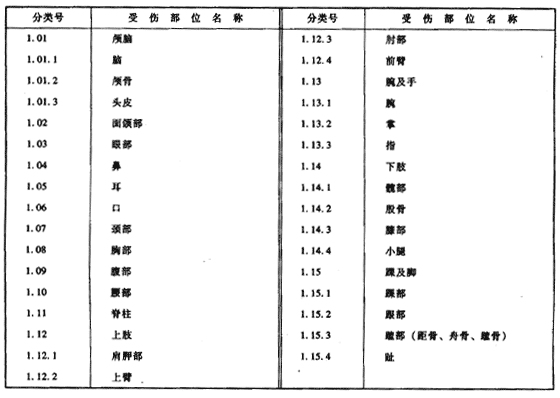 分类号 受伤部位名称
1.01 颅脑
1.01.1 脑
1.01.2 颅骨
1.01.3 头皮
1.02 面颌部
1.03 眼部
1.04 鼻
1.05 耳
1.06 口
1.07 颈部
1.08 胸部
1.09 腹部
1.10 腰部
1.11 脊柱
1.12 上肢
1.12.1 肩胛部
1.12.2 上臂
分类号 受伤部位名称
1.12.3 肘部
1.12.4 前臂
1.13 腕及手
1.13.1 腕
1.13.2 掌
1.13.3 指
1.14 下肢
1.14.1 髋部
1.14.2 股骨
1.14.3 膝部
1.14.4 小腿
1.15 踝及脚
1.15.1 踝部
1.15.2 跟部
1.15.3 跖部（距骨、舟骨、跖骨）
1.15.4 趾